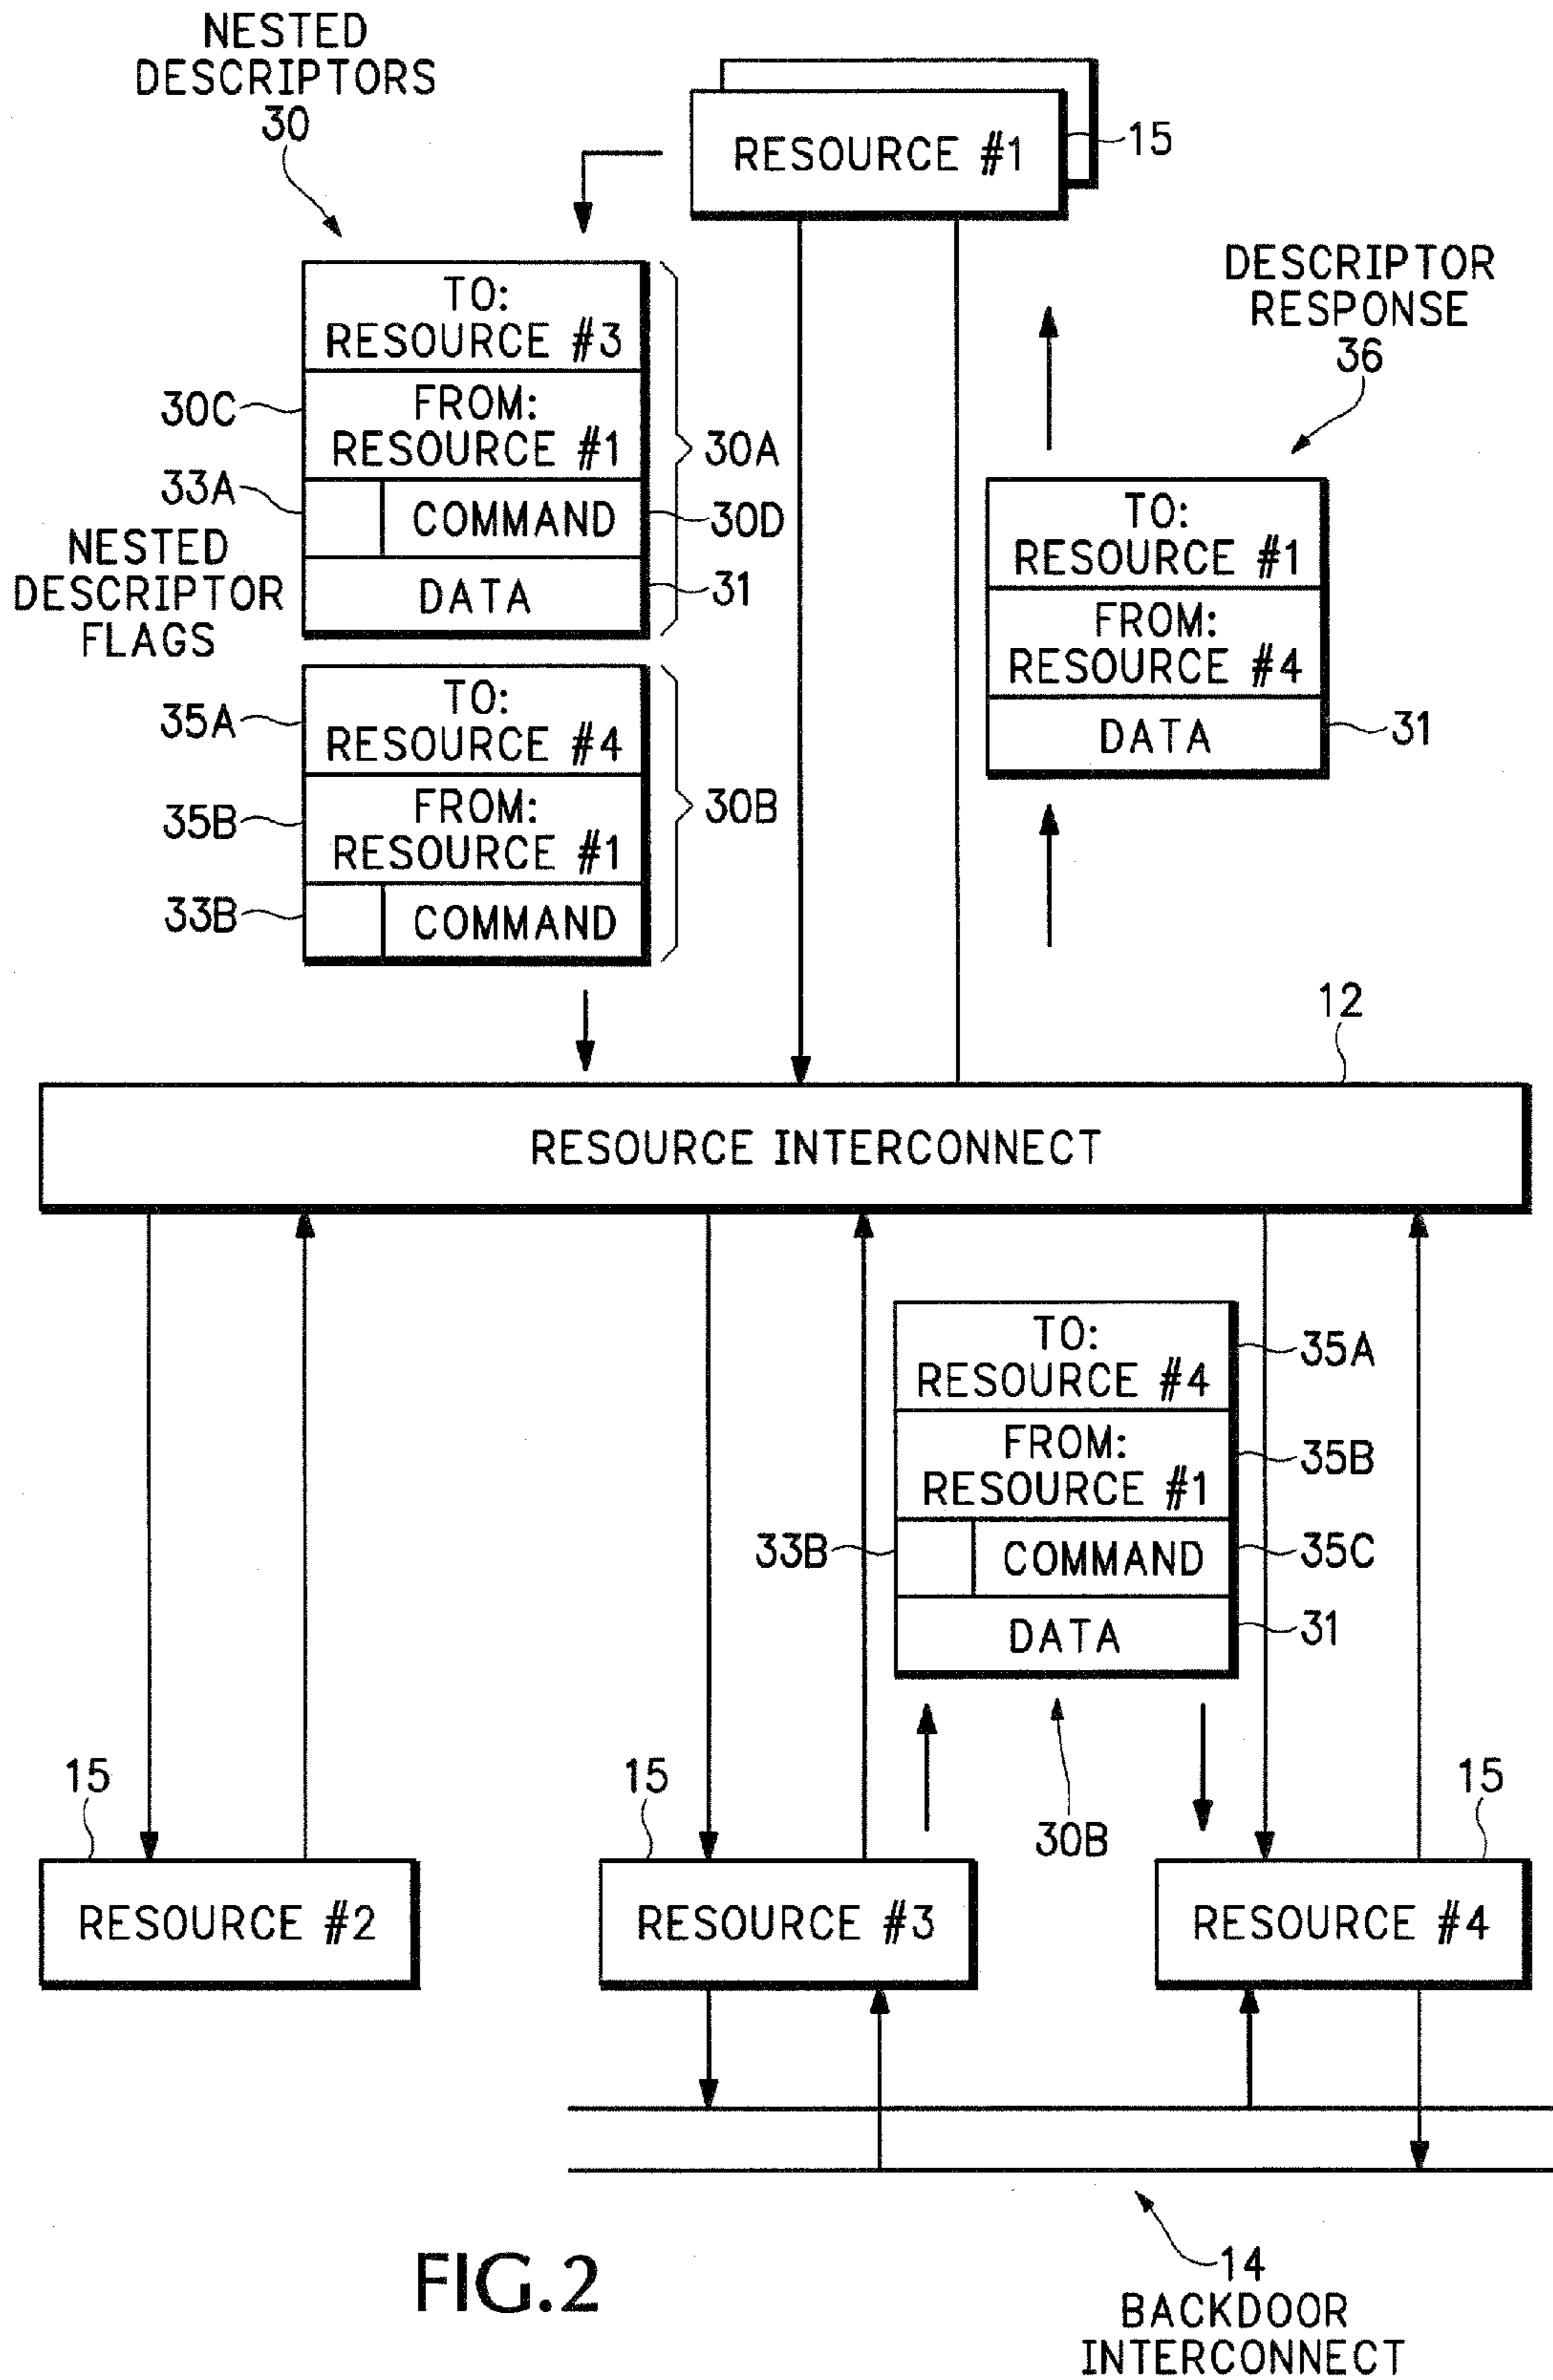 NESTED
DESCRIPTORS
30
RESOURCE #1
15
DESCRIPTOR
RESPONSE
36
TO:
RESOURCE #3
30C
FROM:
RESOURCE #1
30A
33A
COMMAND
30D
NESTED
DESCRIPTOR
FLAGS
DATA
31
TO:
RESOURCE #1
FROM:
RESOURCE #4
DATA
31
35A
TO:
RESOURCE #4
35B
FROM:
RESOURCE #1
30B
33B
COMMAND
12
RESOURCE INTERCONNECT
TO:
RESOURCE #4
35A
FROM:
RESOURCE #1
35B
33B
COMMAND
35C
DATA
31
30B
15
15
15
RESOURCE #2
RESOURCE #3
RESOURCE #4
14
BACKDOOR
INTERCONNECT
FIG.2